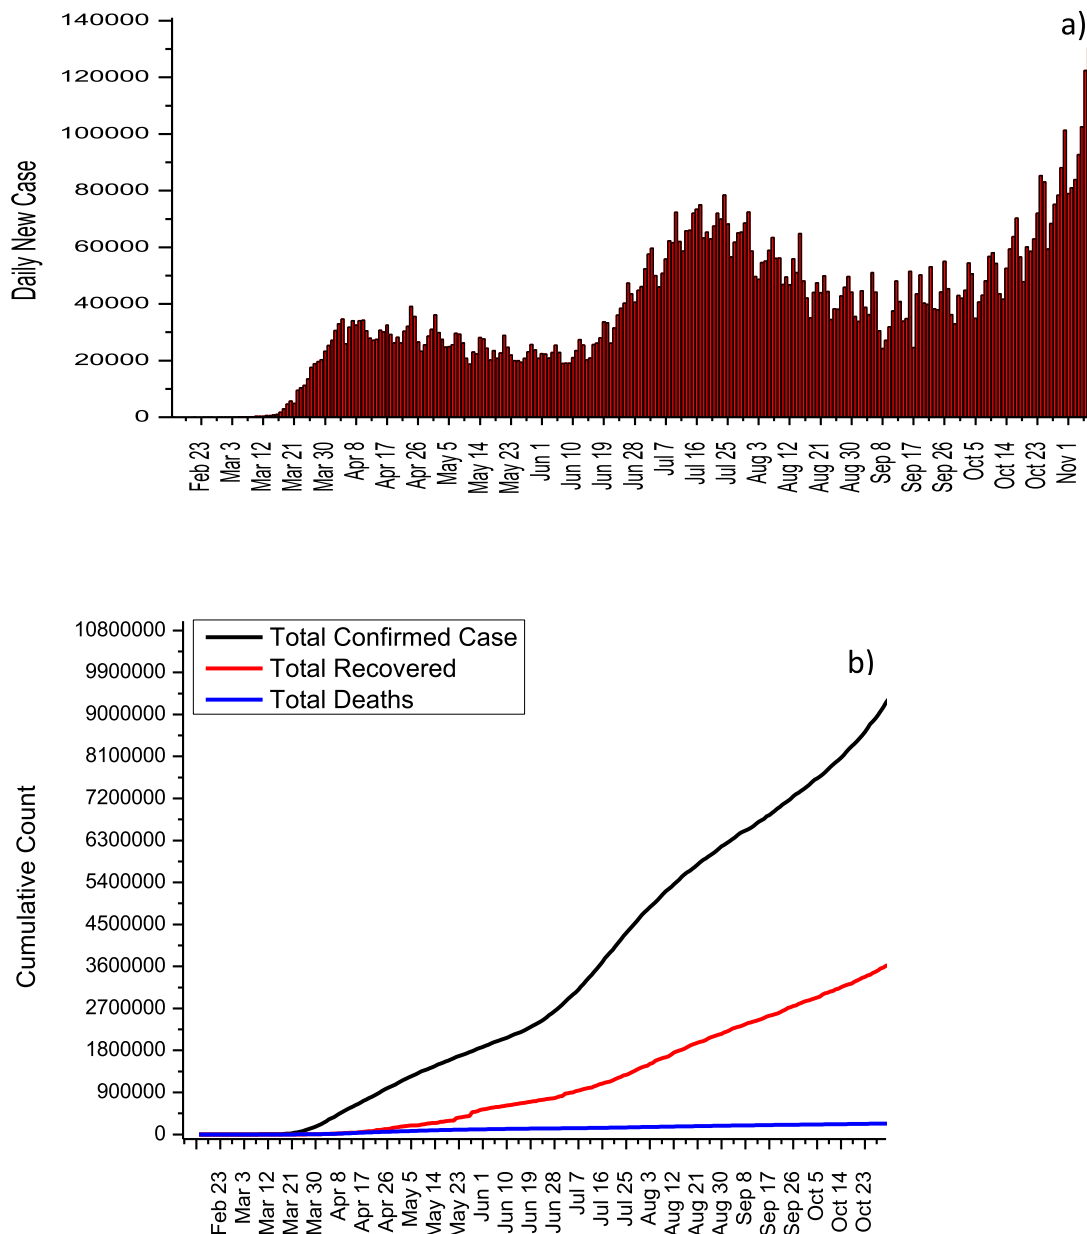 a)
140000
120000
100000
80000
60000
40000
20000
0
Daily New Case
Feb 23
Mar 3
Mar 12
Mar 21
Mar 30
Apr 8
Apr 17
Apr 26
May 5
May 14
May 23
Jun 1
Jun 10
Jun 19
Jun 28
Jul 7
Jul 16
Jul 25
Aug 3
Aug 12
Aug 21
Aug 30
Sep 8
Sep 17
Sep 26
Oct 5
Oct 14
Oct 23
Nov 1
b)
Total Confirmed Case
Total Recovered
Total Deaths
10800000
9900000
9000000
8100000
7200000
6300000
5400000
4500000
3600000
2700000
1800000
900000
0
Cumulative Count
Feb 23
Mar 3
Mar 12
Mar 21
Mar 30
Apr 8
Apr 17
Apr 26
May 5
May 14
May 23
Jun 1
Jun 10
Jun 19
Jun 28
Jul 7
Jul 16
Jul 25
Aug 3
Aug 12
Aug 21
Aug 30
Sep 8
Sep 17
Sep 26
Oct 5
Oct 14
Oct 23